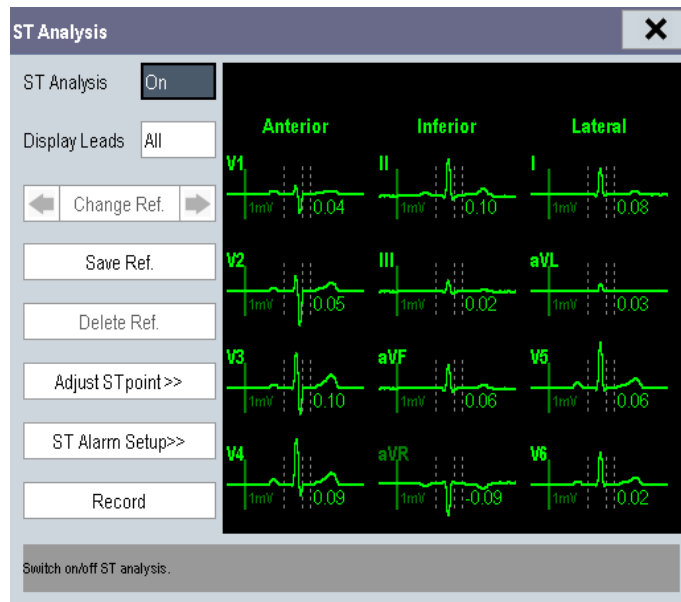 ST Analysis
ST Analysis On
Display Leads All
Change Ref.
Save Ref.
Delete Ref.
Adjust STpoint >>
ST Alarm Setup>>
Record
Anterior Inferior Lateral
V1 II I
1mV 0.04 1mV 0.10 1mV 0.08
V2 III aVL
1mV 0.05 1mV 0.02 1mV 0.03
V3 aVF V5
1mV 0.10 1mV 0.06 1mV 0.06
V4 aVR V6
1mV 0.09 1mV -0.09 1mV 0.02
Switch on/off ST analysis.